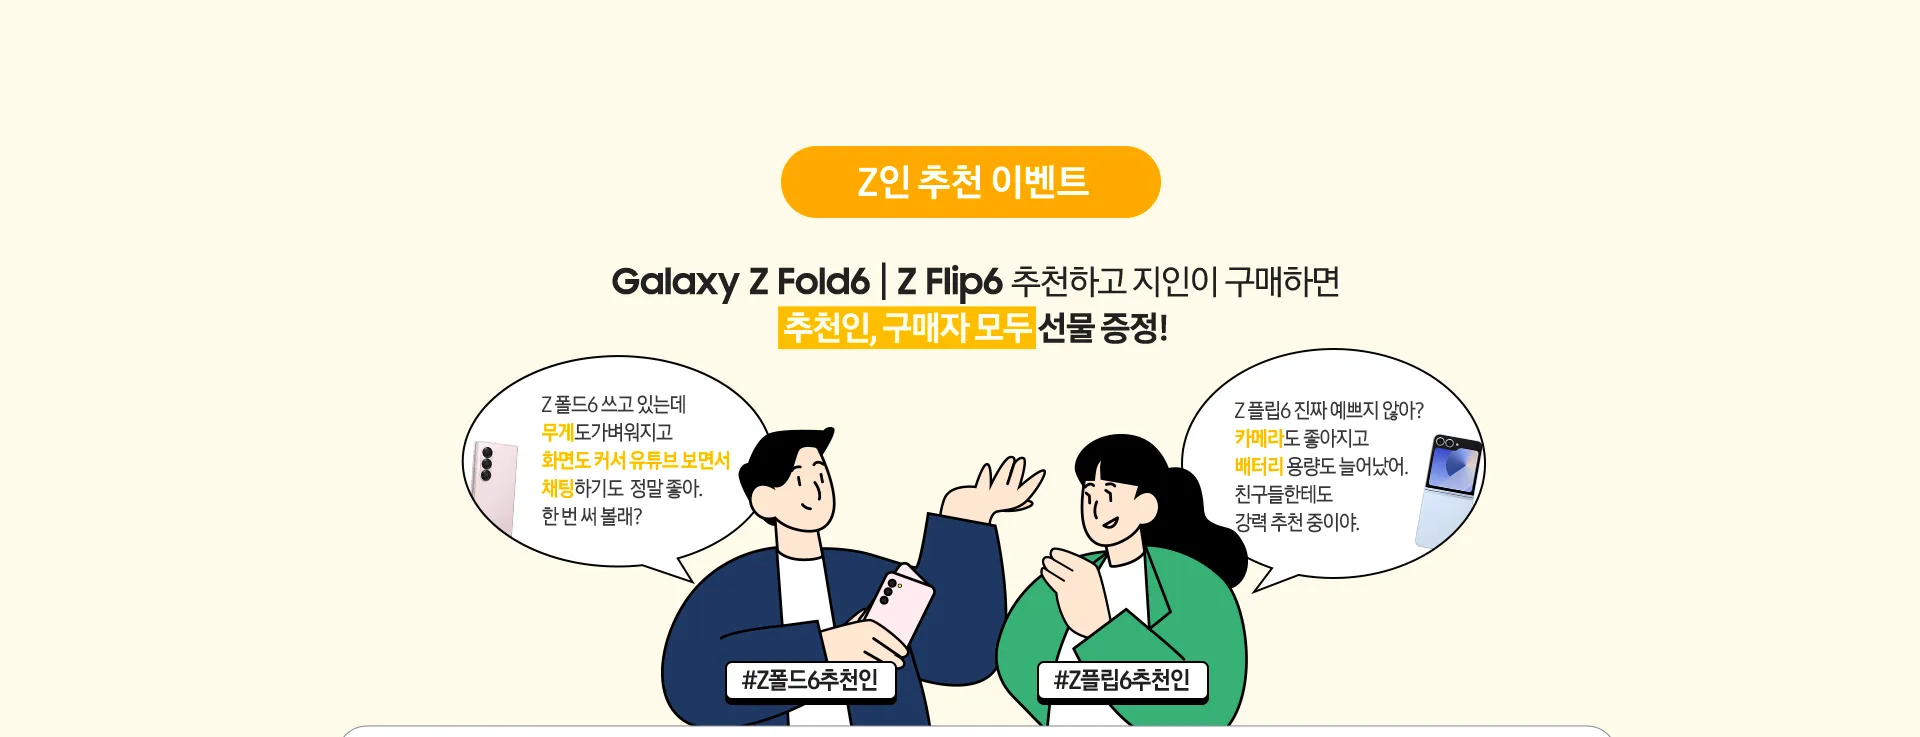 Z인 추천 이벤트
Galaxy Z Fold6 | Z Flip6 추천하고 지인이 구매하면
추천인, 구매자 모두 선물 증정!
Z 폴드6 쓰고 있는데
무게도가벼워지고
화면도 커서 유튜브 보면서
채팅하기도 정말 좋아.
한 번 써 볼래?
Z 플립6 진짜 예쁘지 않아?
카메라도 좋아지고
배터리 용량도 늘어났어.
친구들한테도
강력 추천 중이야.
#Z폴드6추천인
#Z플립6추천인